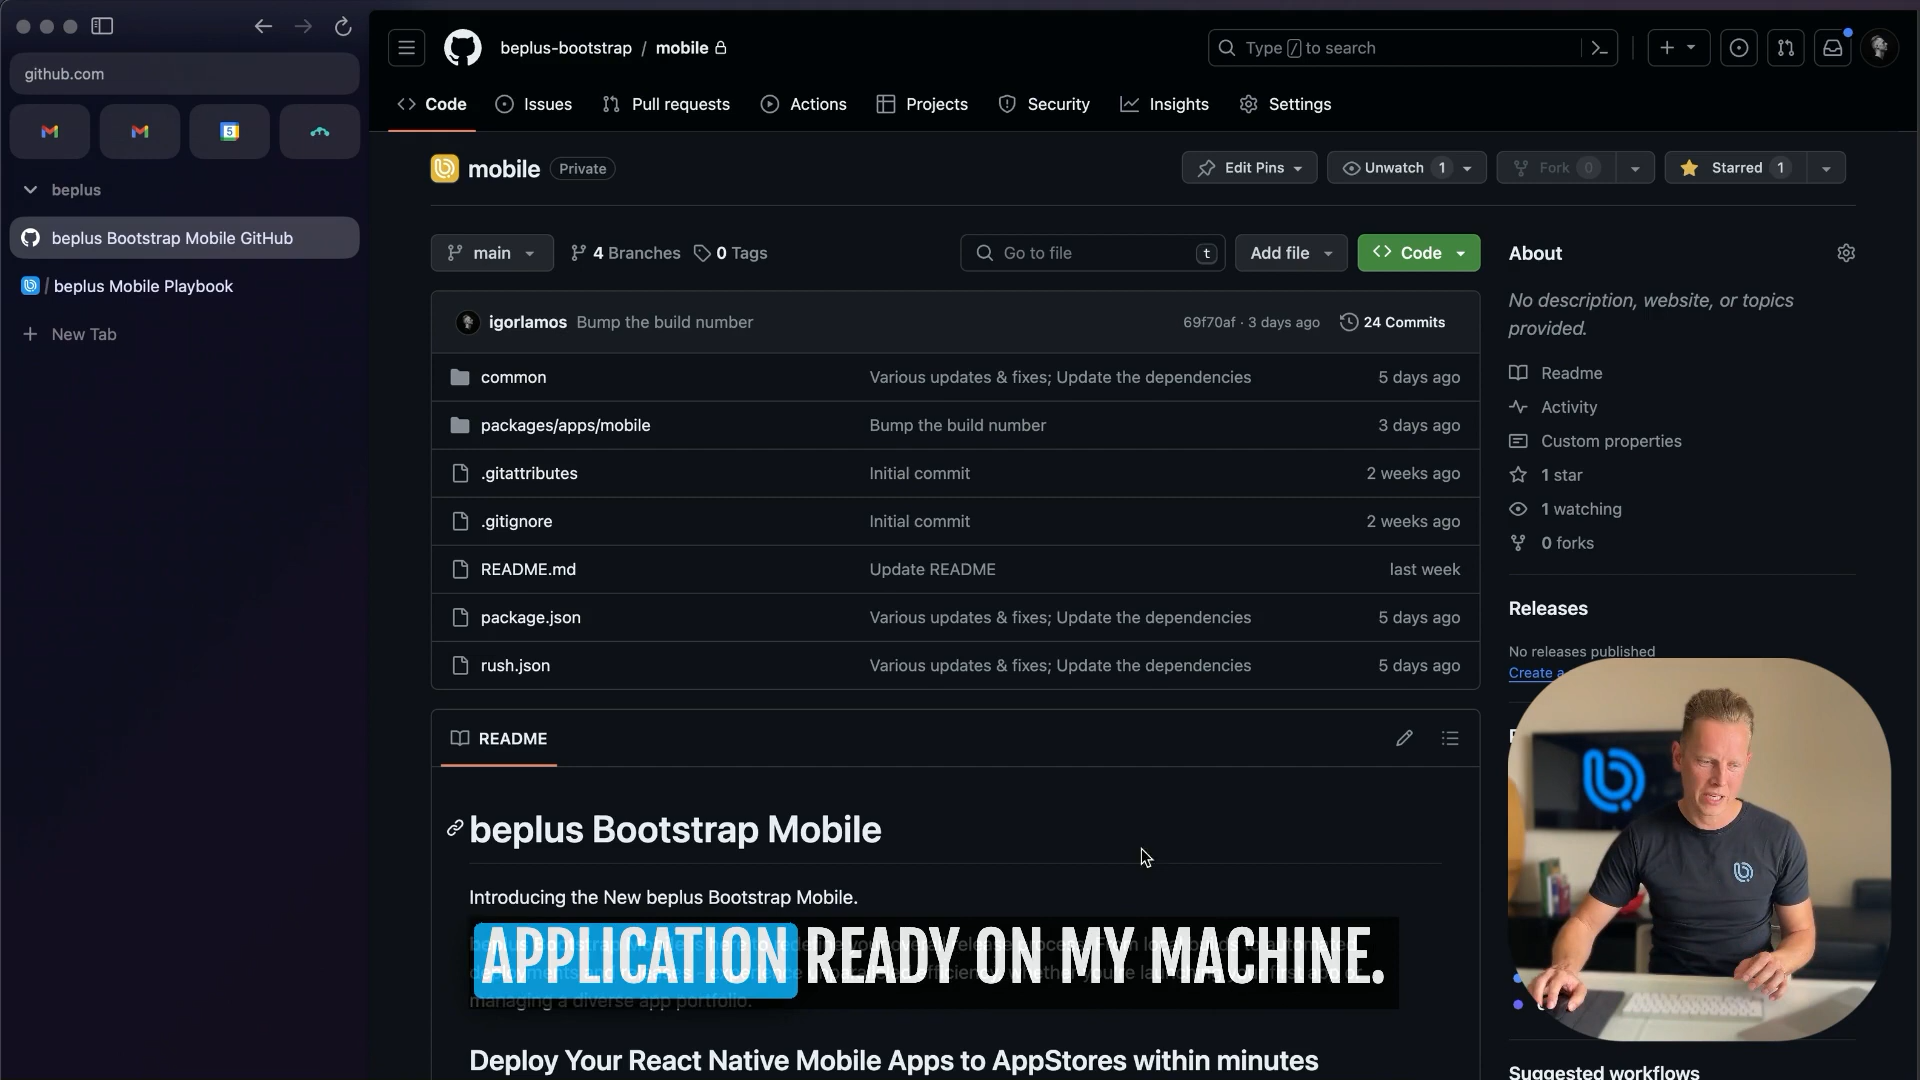 github.com
beplus
beplus Bootstrap Mobile GitHub
/ beplus Mobile Playbook
+ New Tab
beplus-bootstrap / mobile
Type / to search
Code
Issues
Pull requests
Actions
Projects
Security
Insights
Settings
mobile Private
Edit Pins
Unwatch 1
Fork 0
Starred 1
main
4 Branches
0 Tags
Go to file t
Add file
Code
igorlamos Bump the build number 69f70af · 3 days ago 24 Commits
common Various updates & fixes; Update the dependencies 5 days ago
packages/apps/mobile Bump the build number 3 days ago
.gitattributes Initial commit 2 weeks ago
.gitignore Initial commit 2 weeks ago
README.md Update README last week
package.json Various updates & fixes; Update the dependencies 5 days ago
rush.json Various updates & fixes; Update the dependencies 5 days ago
README
beplus Bootstrap Mobile
Introducing the New beplus Bootstrap Mobile.
APPLICATION READY ON MY MACHINE.
managing a diverse app portfolio.
Deploy Your React Native Mobile Apps to AppStores within minutes
About
No description, website, or topics
provided.
Readme
Activity
Custom properties
1 star
1 watching
0 forks
Releases
No releases published
Create a
Suggested workflows